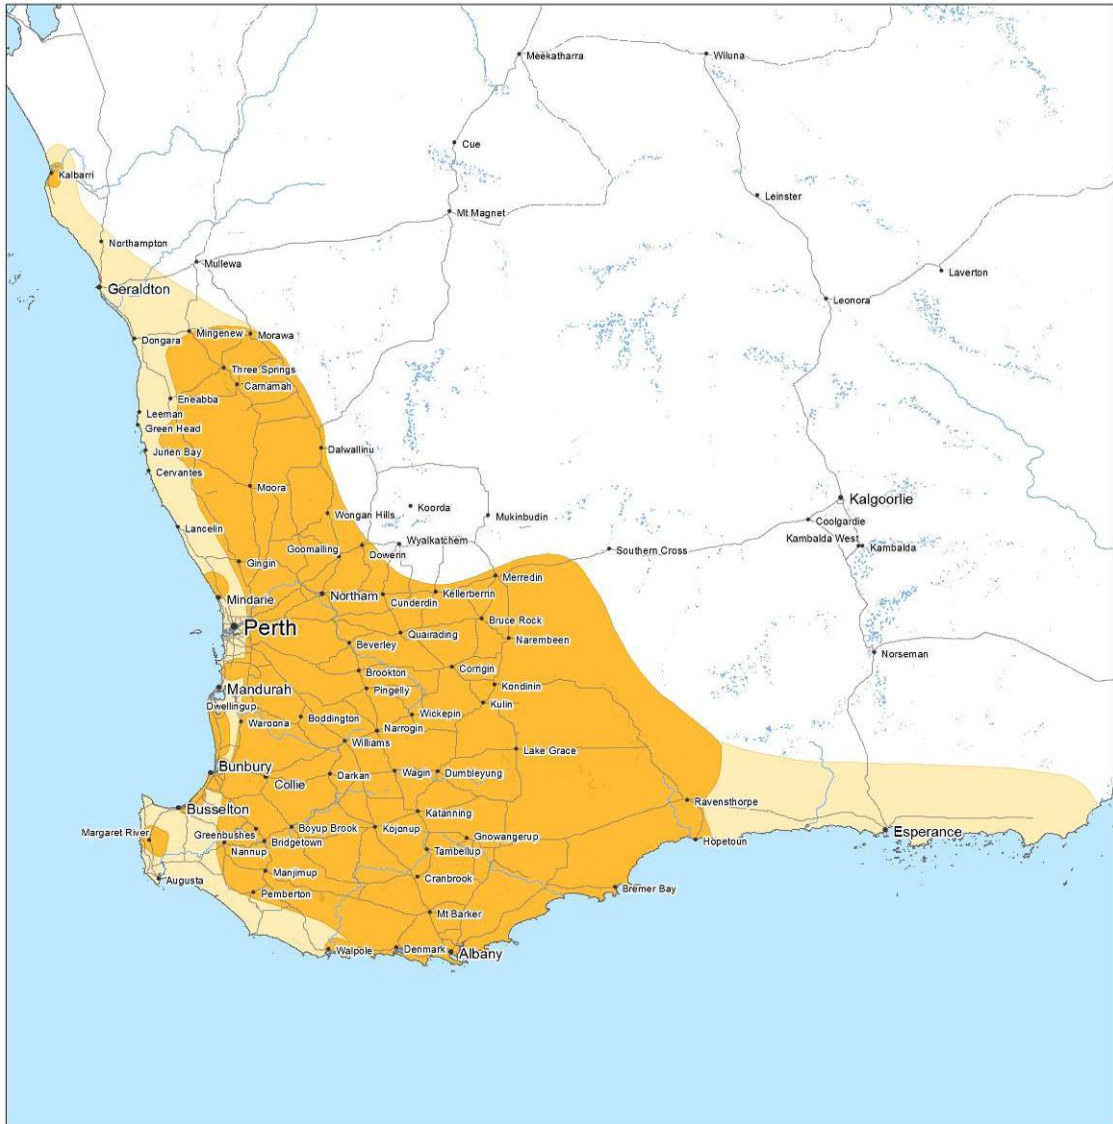 Meekatharra
Wiluna
Cue
Kalbarri
Leinster
Mt Magnet
Northampton
Mullewa
Laverton
Geraldton
Leonora
Dongara
Mingenew
Morawa
Three Springs
Carnamah
Eneabba
Leeman
Green Head
Jurien Bay
Dalwallinu
Cervantes
Moora
Kalgoorlie
Koorda
Wongan Hills
Mukinbudin
Coolgardie
Lancelin
Kambalda West
Wyalkatchem
Goomalling
Dowerin
Southern Cross
Kambalda
Gingin
Merredin
Mindarie
Northam
Cunderdin
Kellerberrin
Perth
Bruce Rock
Quairading
Narembeen
Beverley
Norseman
Brookton
Corrigin
Mandurah
Pingelly
Kondinin
Dwellingup
Kulin
Waroona
Boddington
Wickepin
Narrogin
Williams
Lake Grace
Bunbury
Collie
Darkan
Wagin
Dumbleyung
Ravensthorpe
Busselton
Katanning
Margaret River
Greenbushes
Boyup Brook
Kojonup
Gnowangerup
Esperance
Bridgetown
Hopetoun
Nannup
Tambellup
Manjimup
Cranbrook
Augusta
Bremer Bay
Pemberton
Mt Barker
Walpole
Denmark
Albany